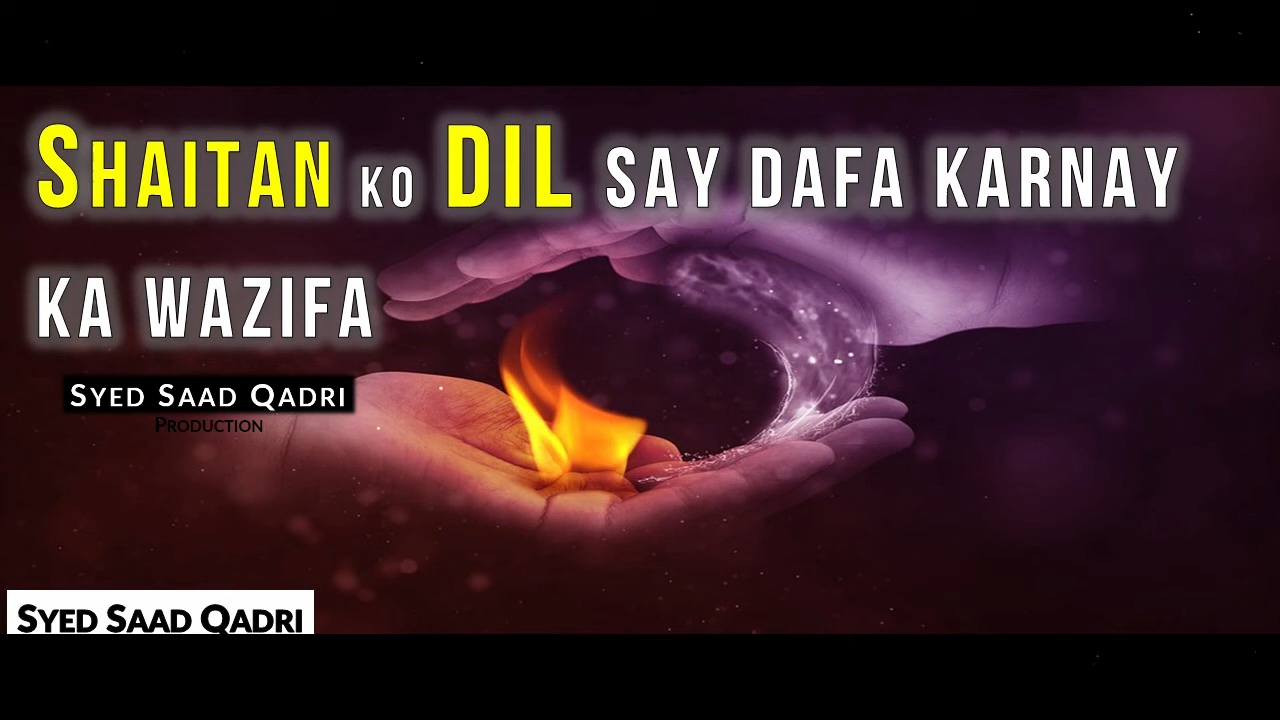 Shaitan ko DIL say dafa karnay
ka wazifa
Syed Saad Qadri
Production
Syed Saad Qadri